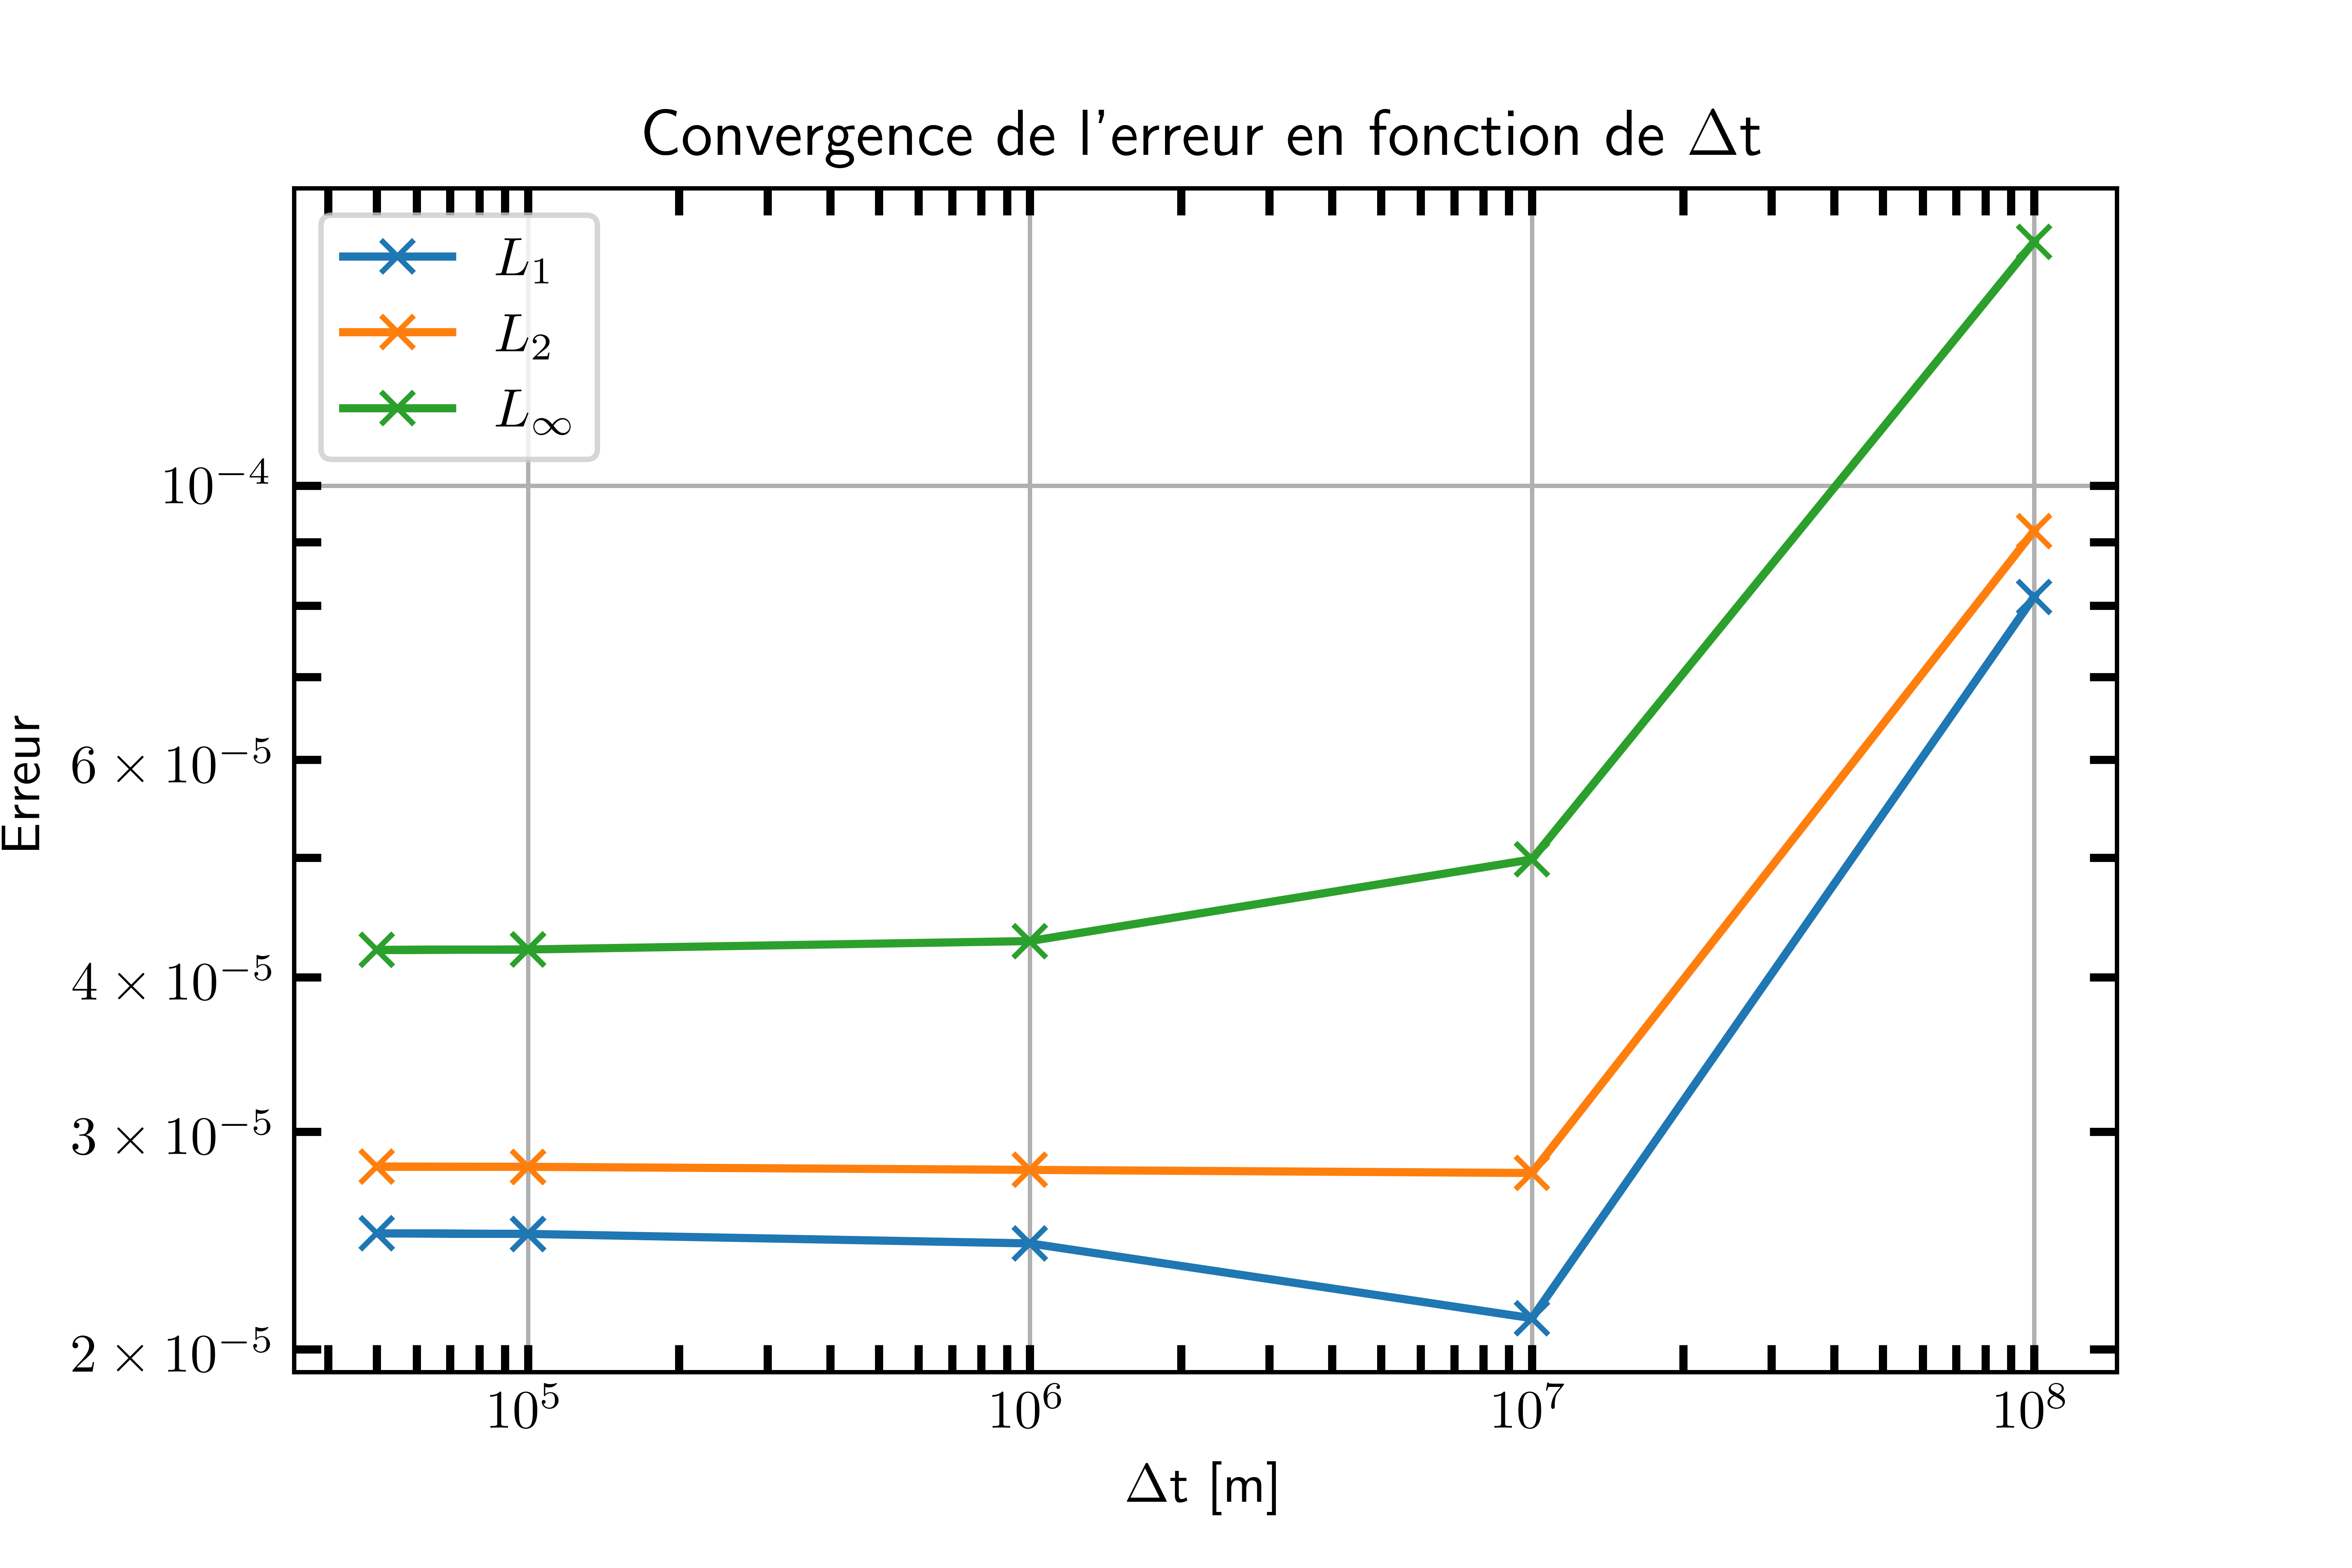 Convergence de l'erreur en fonction de Δt
L₁
L₂
L∞
10⁻⁴
6 × 10⁻⁵
4 × 10⁻⁵
3 × 10⁻⁵
2 × 10⁻⁵
Erreur
10⁵ 10⁶ 10⁷ 10⁸
Δt [m]